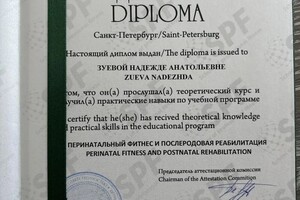 DIPLOMA
Санкт-Петербург/Saint-Petersburg
Настоящий диплом выдан/The diploma is issued to
ЗУЕВОЙ НАДЕЖДЕ АНАТОЛЬЕВНЕ
ZUEVA NADEZHDA
том, что он(а) прослушал(а) теоретический курс и
лучил(а) практические навыки по учебной программе
certify that he(she) has recived theoretical knowledge
d practical skills in the educational program
ПЕРИНАТАЛЬНЫЙ ФИТНЕС И ПОСЛЕРОДОВАЯ РЕАБИЛИТАЦИЯ
PERINATAL FITNESS AND POSTNATAL REHABILITATION
Председатель аттестационной комиссии
Chairman of the Attestation Committion
SPF